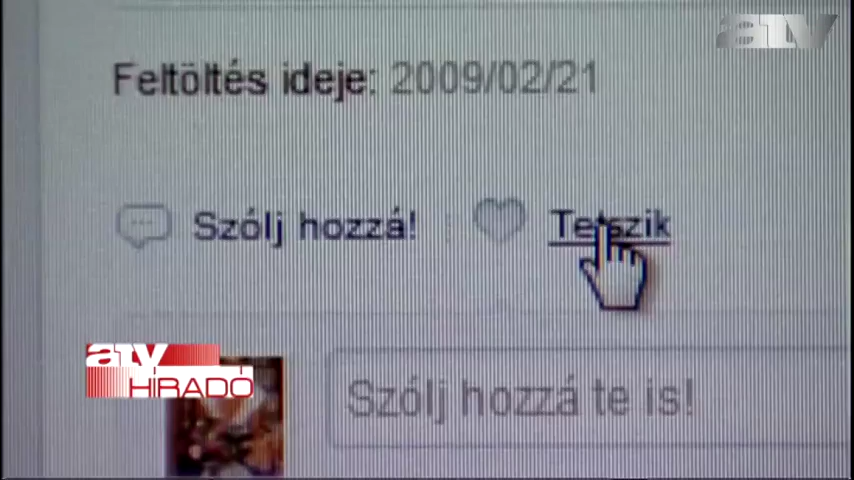 atv
Feltöltés ideje: 2009/02/21
Szólj hozzá! Tetszik
atv
HÍRADÓ
Szólj hozzá te is!